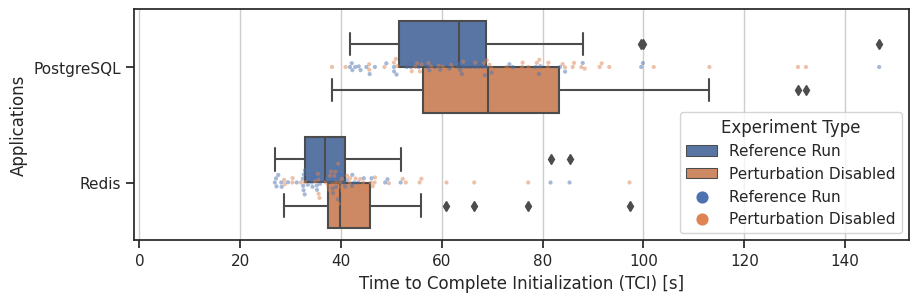 Applications
PostgreSQL
Redis
Experiment Type
Reference Run
Perturbation Disabled
Reference Run
Perturbation Disabled
0 20 40 60 80 100 120 140
Time to Complete Initialization (TCI) [s]